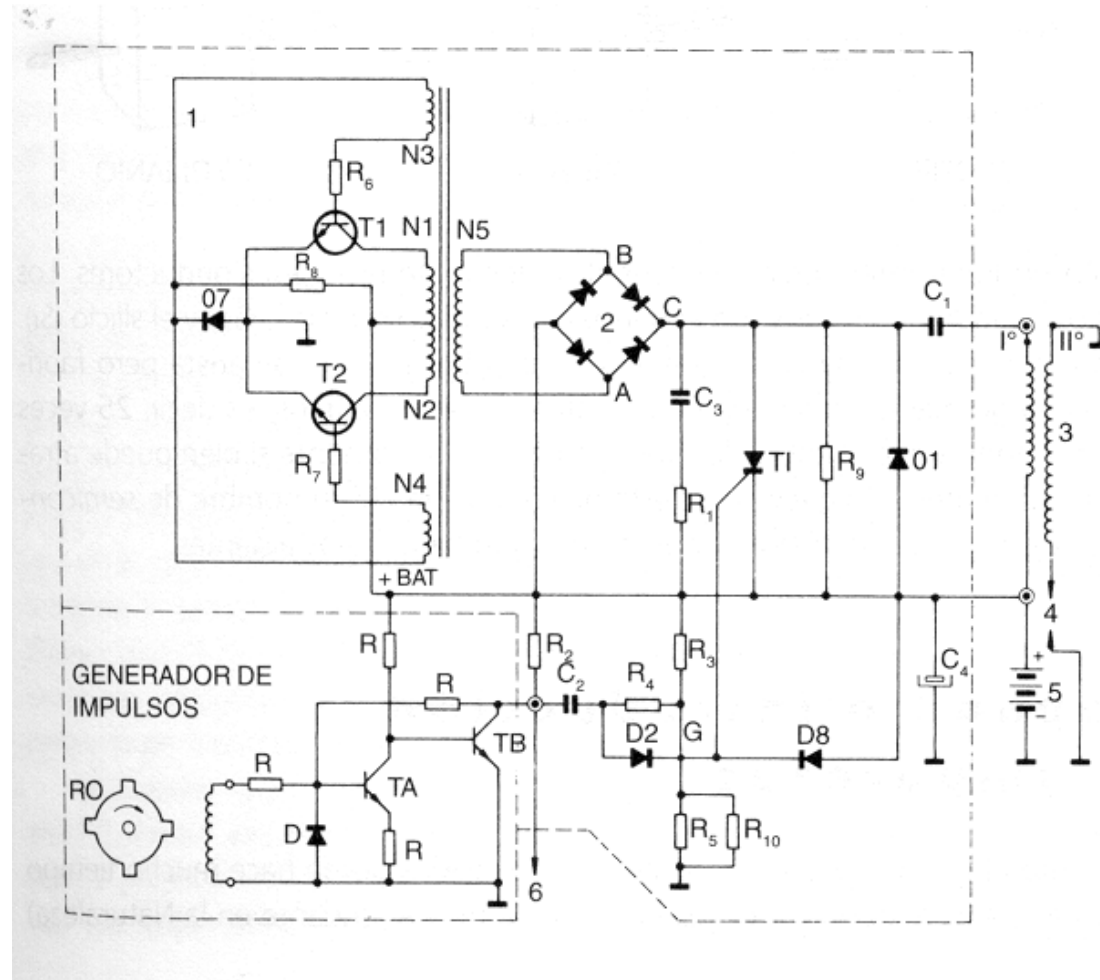 1
N3
R₆
T1
N1
N5
R₈
07
T2
N2
R₇
N4
B
2
C
A
C₁
I°
II°
C₃
TI
R₉
01
3
R₁
+ BAT
4
R
R₂
R₃
C₄
+
5
−
GENERADOR DE
IMPULSOS
R
C₂
R₄
TB
D2
G
D8
R
RO
TA
D
R
R₅
R₁₀
6